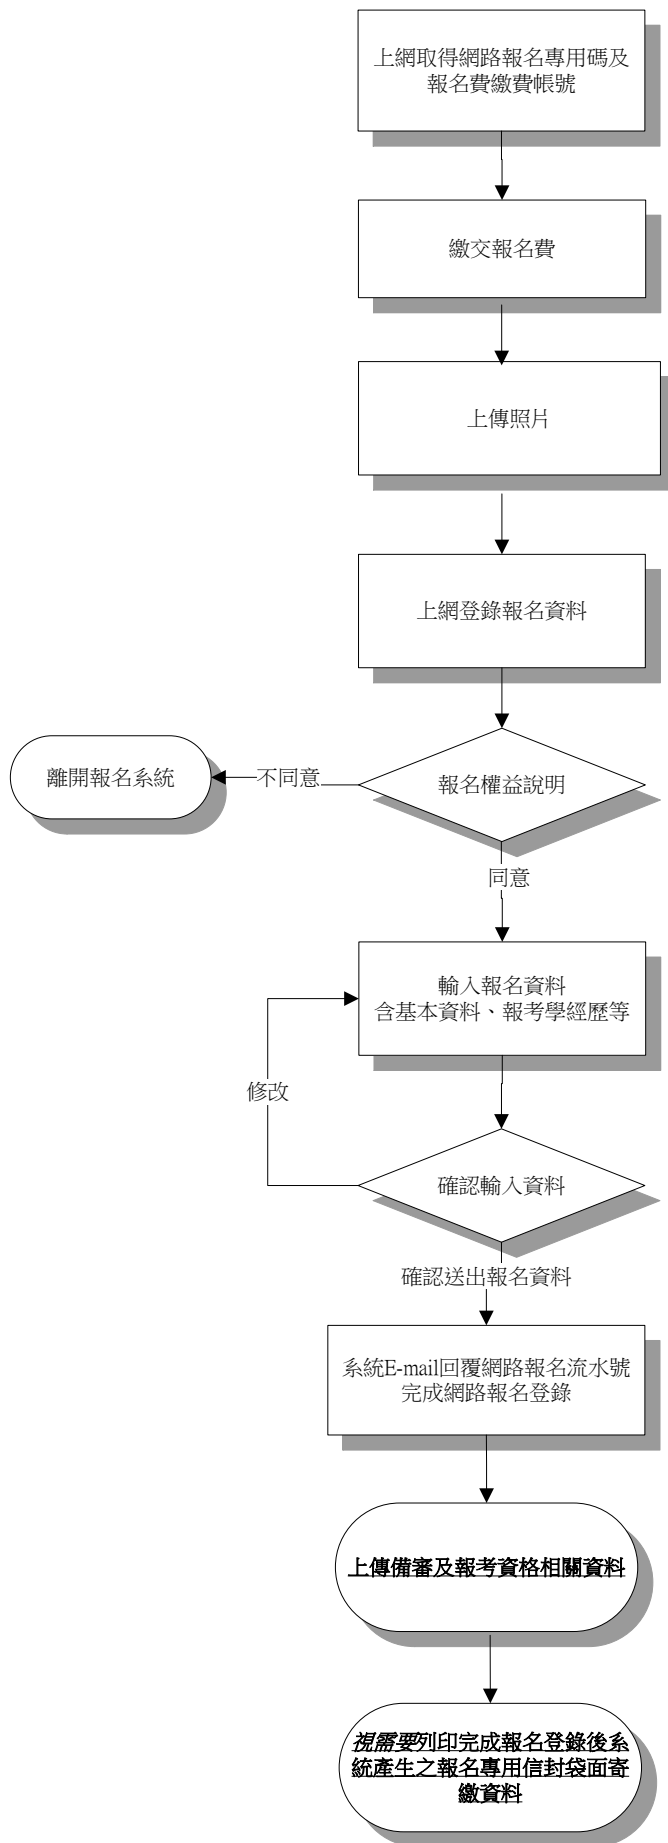 上網取得網路報名專用碼及
報名費繳費帳號
繳交報名費
上傳照片
上網登錄報名資料
離開報名系統
不同意
報名權益說明
同意
輸入報名資料
含基本資料、報考學經歷等
修改
確認輸入資料
確認送出報名資料
系統E-mail回覆網路報名流水號
完成網路報名登錄
上傳備審及報考資格相關資料
視需要列印完成報名登錄後系
統產生之報名專用信封袋面寄
繳資料